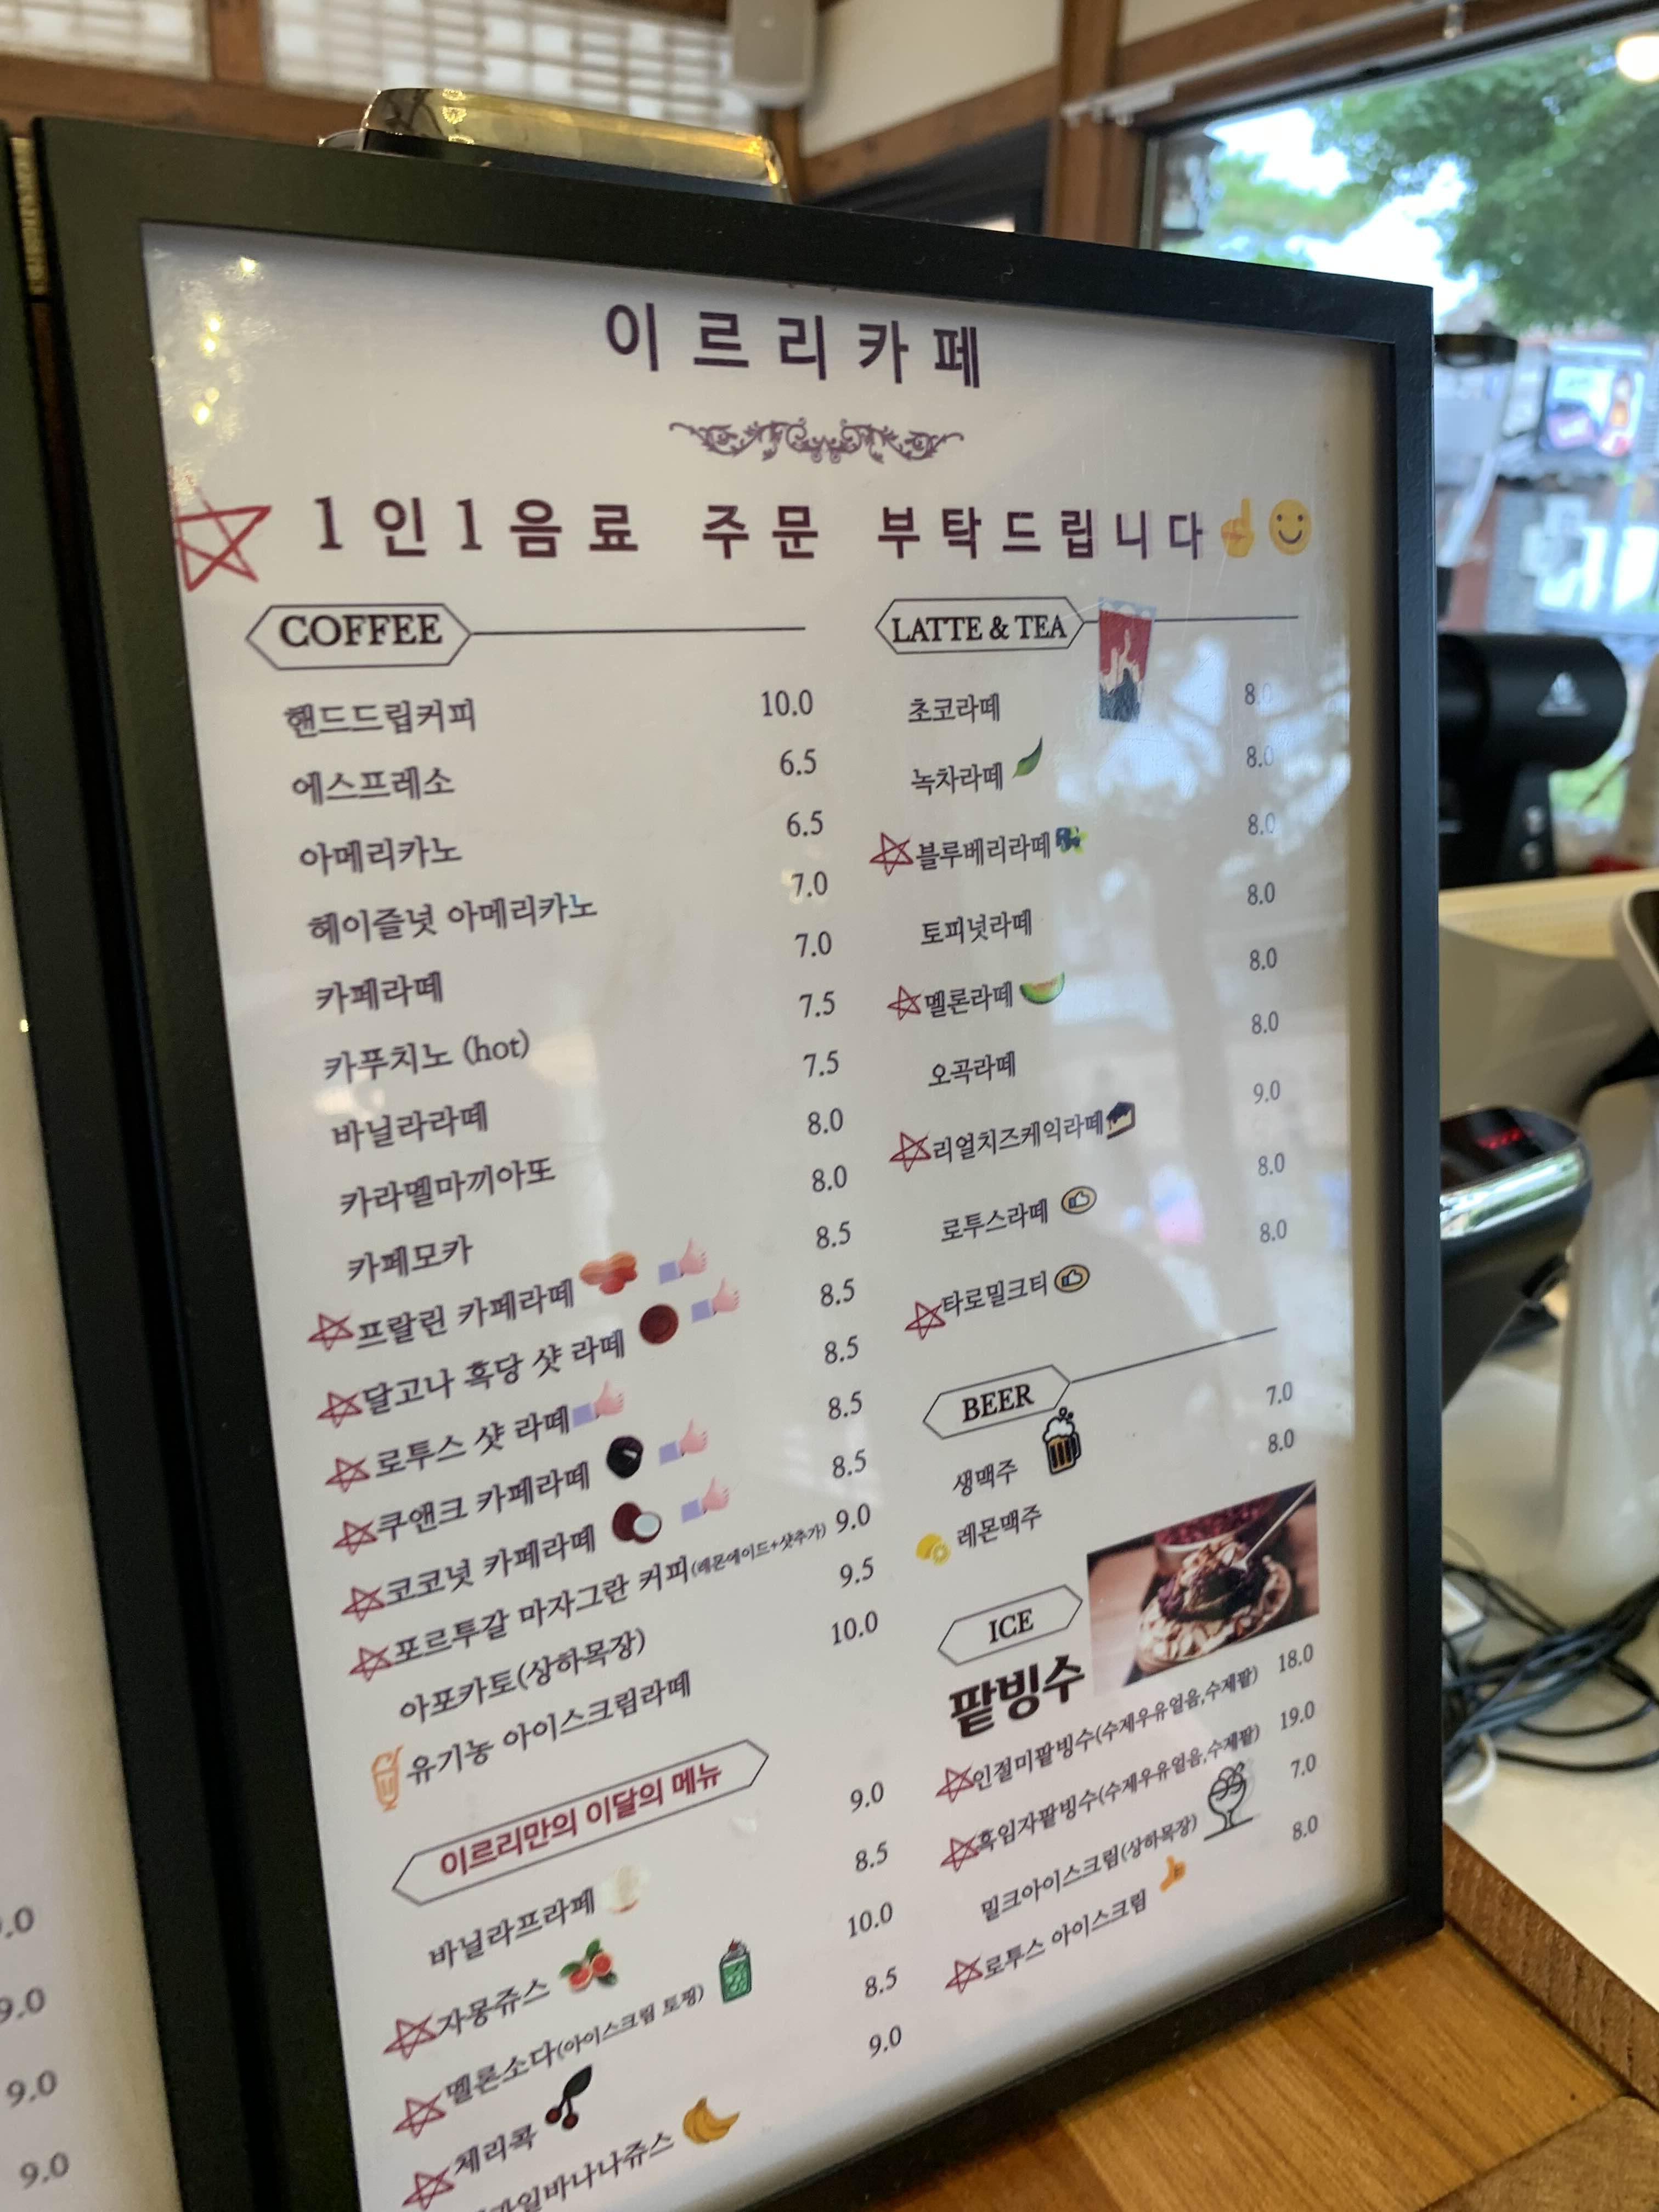 이르리카페
1인1음료 주문 부탁드립니다
COFFEE
핸드드립커피 10.0
에스프레소 6.5
아메리카노 6.5
헤이즐넛 아메리카노 7.0
카페라떼 7.0
카푸치노 (hot) 7.5
바닐라라떼 7.5
카라멜마끼아또 8.0
카페모카 8.0
프랄린 카페라떼 8.5
달고나 흑당 샷 라떼 8.5
로투스 샷 라떼 8.5
쿠앤크 카페라떼 8.5
코코넛 카페라떼 8.5
포르투갈 마자그란 커피(레몬에이드+샷추가) 9.0
아포카토(상하목장) 9.5
유기농 아이스크림라떼 10.0
이르리만의 이달의 메뉴
바닐라프라페 9.0
자몽쥬스 8.5
멜론소다(아이스크림 토핑) 10.0
체리콕 8.5
과일바나나쥬스 9.0
LATTE & TEA
초코라떼 8.0
녹차라떼 8.0
블루베리라떼 8.0
토피넛라떼 8.0
멜론라떼 8.0
오곡라떼 8.0
리얼치즈케익라떼 9.0
로투스라떼 8.0
타로밀크티 8.0
BEER
생맥주 7.0
레몬맥주 8.0
ICE
팥빙수
인절미팥빙수(수제우유얼음,수제팥) 18.0
흑임자팥빙수(수제우유얼음,수제팥) 19.0
밀크아이스크림(상하목장) 7.0
로투스 아이스크림 8.0
9.0
9.0
9.0